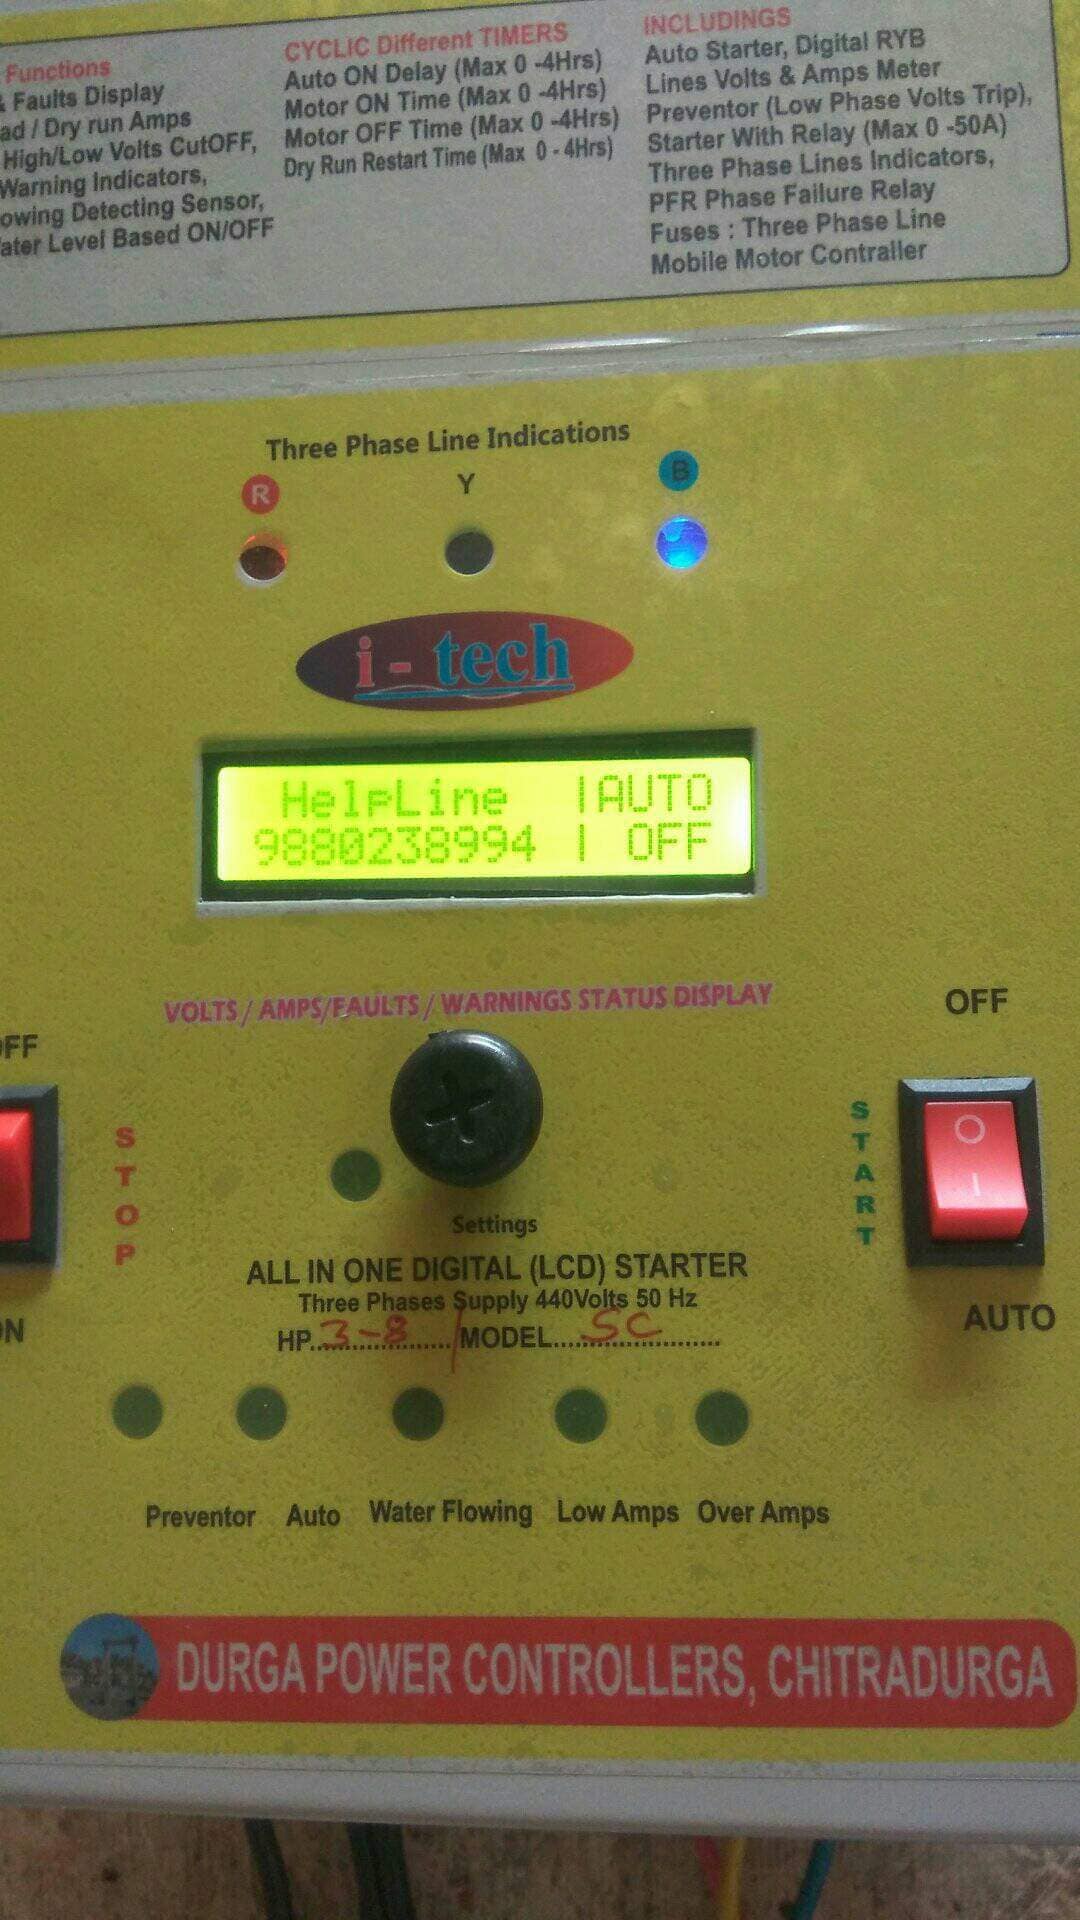 Functions
& Faults Display
ad / Dry run Amps
High/Low Volts CutOFF,
Warning Indicators,
owing Detecting Sensor,
ater Level Based ON/OFF
CYCLIC Different TIMERS
Auto ON Delay (Max 0 -4Hrs)
Motor ON Time (Max 0 -4Hrs)
Motor OFF Time (Max 0 -4Hrs)
Dry Run Restart Time (Max 0 - 4Hrs)
INCLUDINGS
Auto Starter, Digital RYB
Lines Volts & Amps Meter
Preventor (Low Phase Volts Trip),
Starter With Relay (Max 0 -50A)
Three Phase Lines Indicators,
PFR Phase Failure Relay
Fuses : Three Phase Line
Mobile Motor Contraller
Three Phase Line Indications
R Y B
i - tech
HelpLine |AUTO
9880238994 | OFF
VOLTS / AMPS/FAULTS / WARNINGS STATUS DISPLAY
OFF
STOP
ON
OFF
START
O
I
AUTO
Settings
ALL IN ONE DIGITAL (LCD) STARTER
Three Phases Supply 440Volts 50 Hz
HP..3-8....../MODEL....SC........
Preventor Auto Water Flowing Low Amps Over Amps
DURGA POWER CONTROLLERS, CHITRADURGA